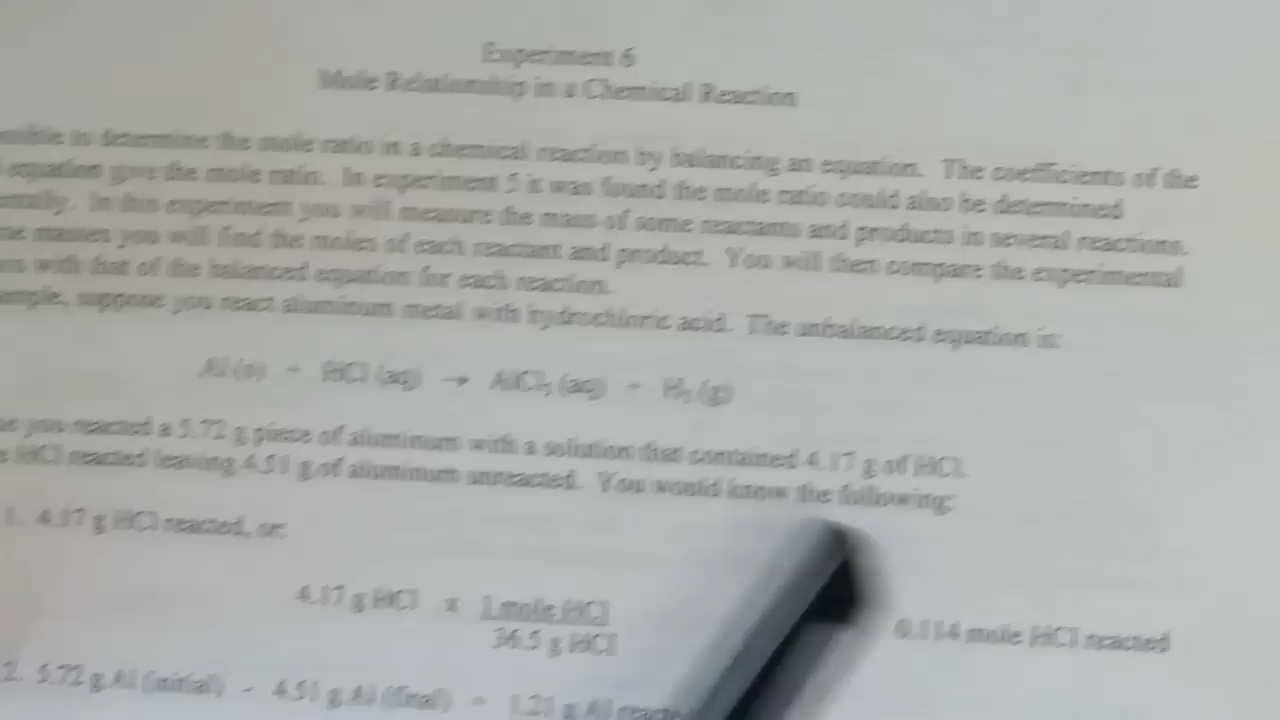 Experiment 6
Mole Relationship in a Chemical Reaction
to determine the mole ratio in a chemical reaction by balancing an equation. The coefficients of the
equation give the mole ratio. In experiment 5 it was found the mole ratio could also be determined
In this experiment you will measure the mass of some reactants and products in several reactions.
masses you will find the moles of each reactant and product. You will then compare the experimental
with that of the balanced equation for each reaction.
suppose you react aluminum metal with hydrochloric acid. The unbalanced equation is:
Al (s) + HCl (aq) → AlCl₃ (aq) + H₂ (g)
you reacted a 5.72 g piece of aluminum with a solution that contained 4.17 g of HCl.
HCl reacted leaving 4.51 g of aluminum unreacted. You would know the following:
1. 4.17 g HCl reacted, or:
4.17 g HCl x 1 mole HCl
36.5 g HCl
0.114 mole HCl reacted
2. 5.72 g Al (initial) - 4.51 g Al (final) = 1.21 g Al